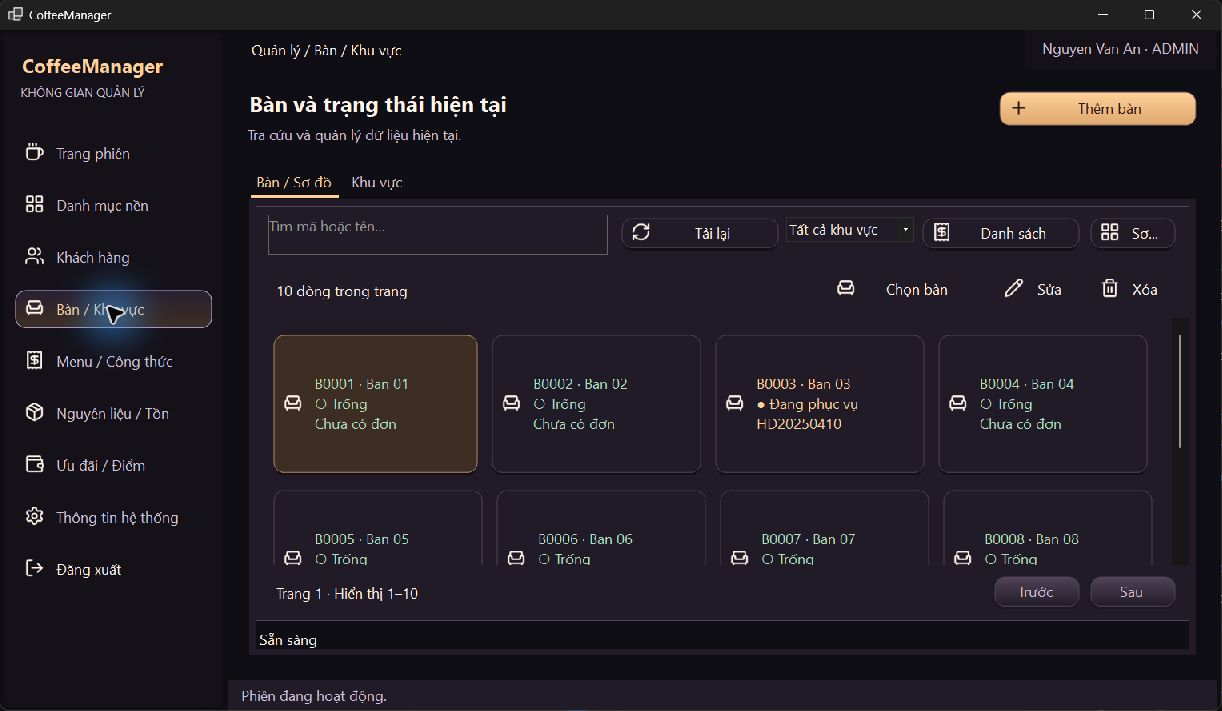 CoffeeManager
CoffeeManager
KHÔNG GIAN QUẢN LÝ
Trang phiên
Danh mục nền
Khách hàng
Bàn / Khu vực
Menu / Công thức
Nguyên liệu / Tồn
Ưu đãi / Điểm
Thông tin hệ thống
Đăng xuất
Quản lý / Bàn / Khu vực
Nguyen Van An · ADMIN
Bàn và trạng thái hiện tại
Thêm bàn
Tra cứu và quản lý dữ liệu hiện tại.
Bàn / Sơ đồ
Khu vực
Tìm mã hoặc tên...
Tải lại
Tất cả khu vực
Danh sách
Sơ...
10 dòng trong trang
Chọn bàn
Sửa
Xóa
B0001 · Ban 01
○ Trống
Chưa có đơn
B0002 · Ban 02
○ Trống
Chưa có đơn
B0003 · Ban 03
● Đang phục vụ
HD20250410
B0004 · Ban 04
○ Trống
Chưa có đơn
B0005 · Ban 05
○ Trống
B0006 · Ban 06
○ Trống
B0007 · Ban 07
○ Trống
B0008 · Ban 08
○ Trống
Trang 1 · Hiển thị 1–10
Trước
Sau
Sẵn sàng
Phiên đang hoạt động.